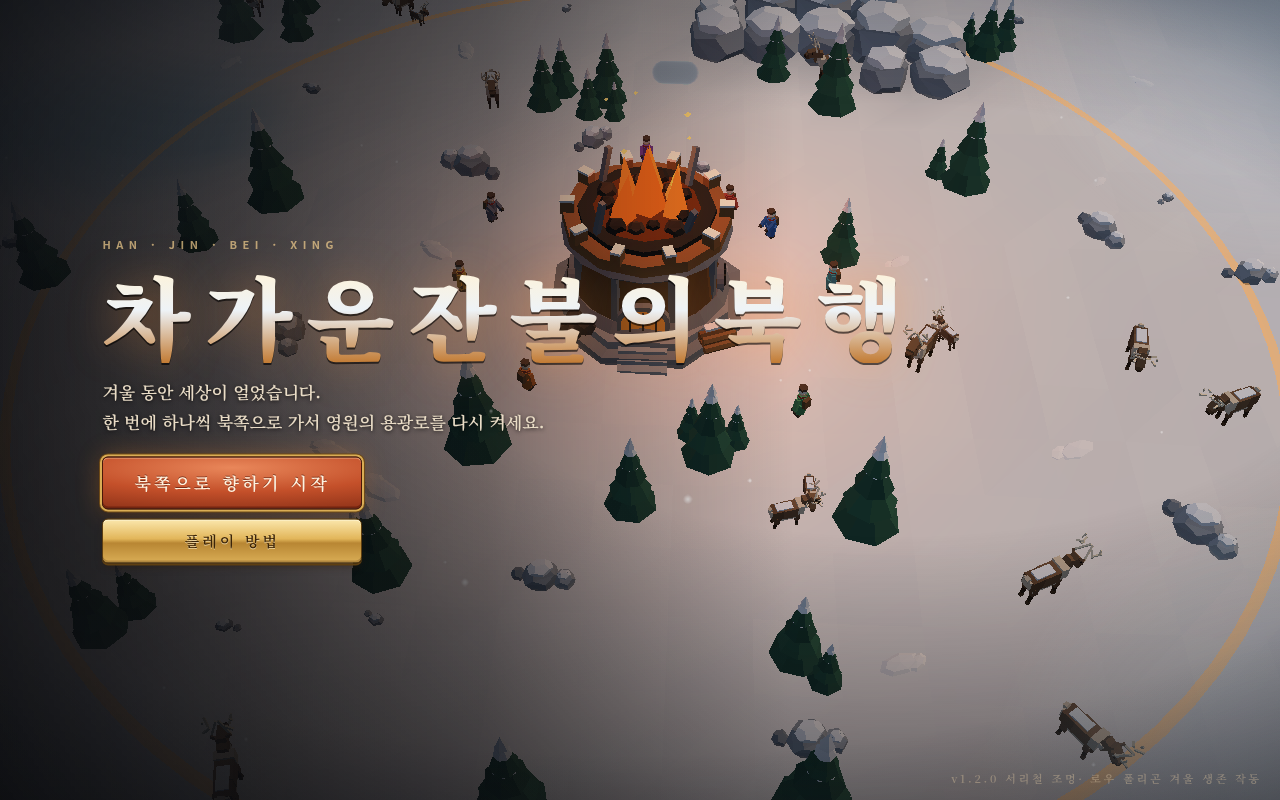 HAN · JIN · BEI · XING
차가운잔불의북행
겨울 동안 세상이 얼었습니다.
한 번에 하나씩 북쪽으로 가서 영원의 용광로를 다시 켜세요.
북쪽으로 향하기 시작
플레이 방법
v1.2.0 서리철 조명· 로우 폴리곤 겨울 생존 작동